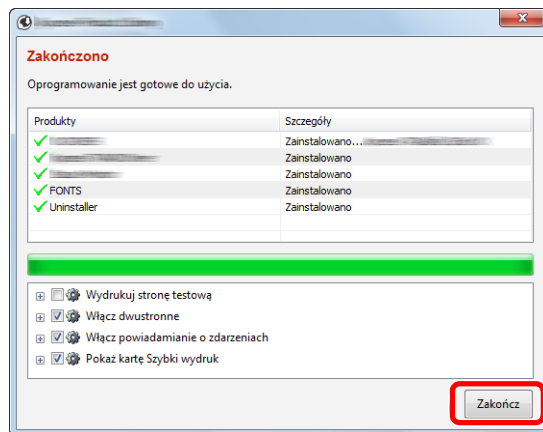 Zakończono
Oprogramowanie jest gotowe do użycia.
Produkty Szczegóły
Zainstalowano...
Zainstalowano
Zainstalowano
FONTS Zainstalowano
Uninstaller Zainstalowano
Wydrukuj stronę testową
Włącz dwustronne
Włącz powiadamianie o zdarzeniach
Pokaż kartę Szybki wydruk
Zakończ